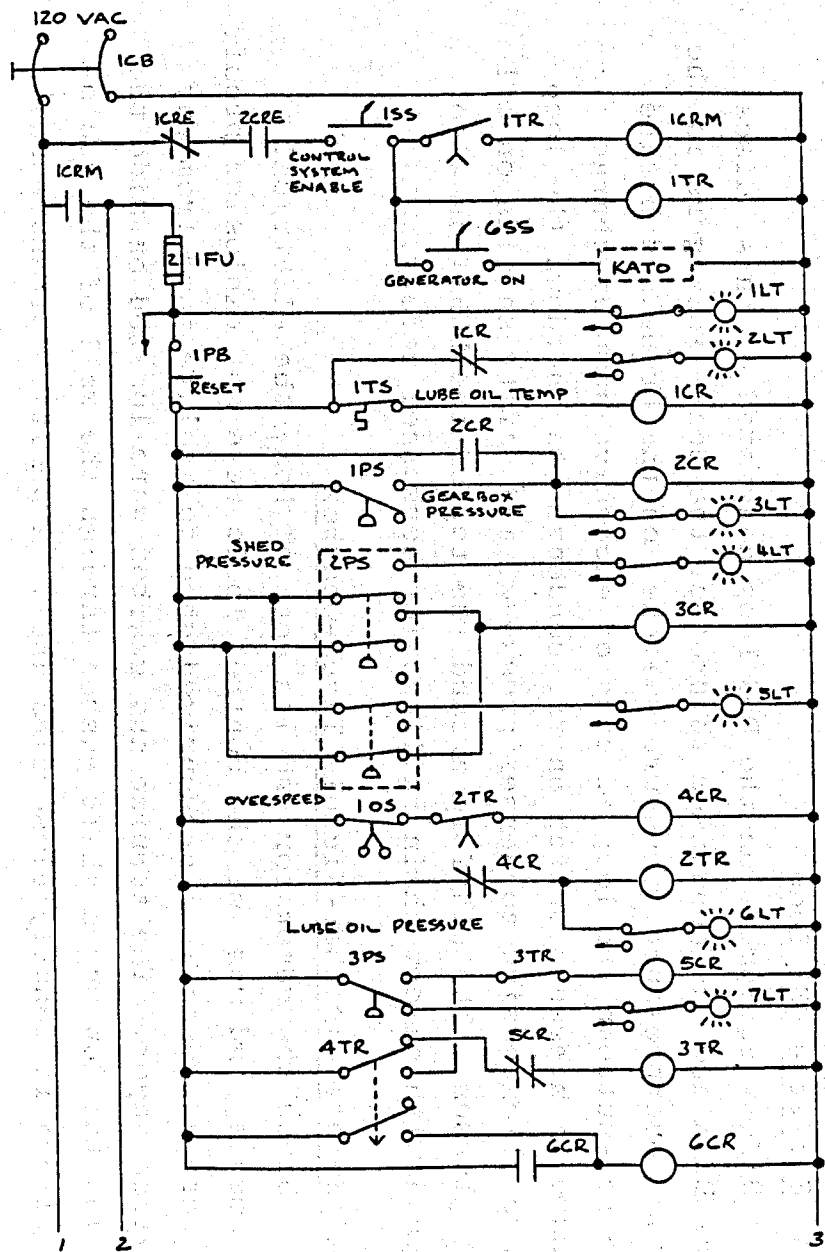 120 VAC
1CB
1CRE
2CRE
1SS
1TR
1CRM
CONTROL
SYSTEM
ENABLE
1CRM
1TR
6SS
2
1FU
GENERATOR ON
KATO
1LT
1PB
1CR
2LT
RESET
1TS
LUBE OIL TEMP
1CR
2CR
1PS
2CR
GEARBOX
PRESSURE
3LT
SHED
PRESSURE
2PS
4LT
3CR
5LT
OVERSPEED
1OS
2TR
4CR
4CR
2TR
LUBE OIL PRESSURE
6LT
3PS
3TR
5CR
7LT
4TR
5CR
3TR
6CR
6CR
1
2
3